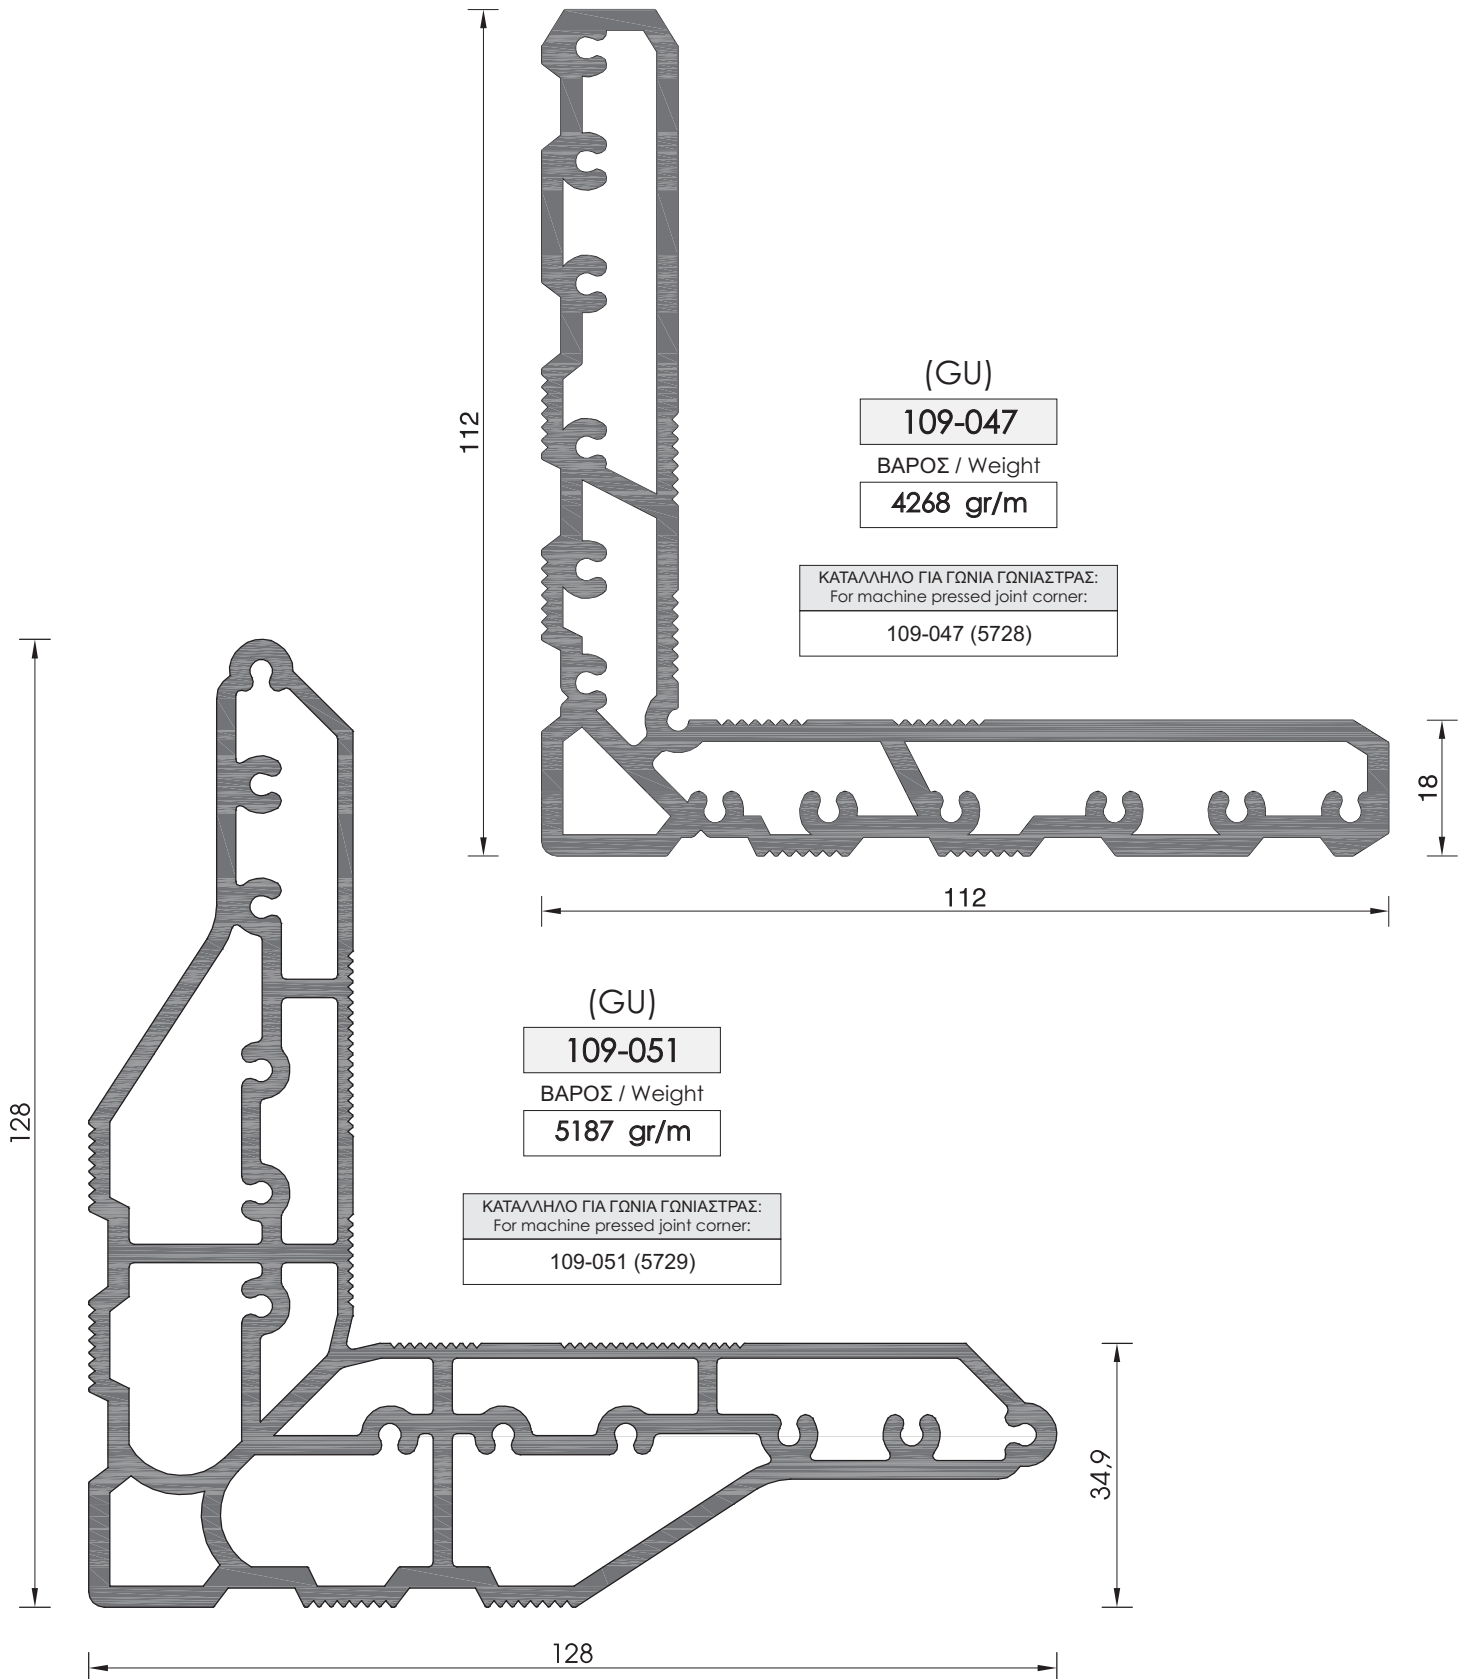 112
(GU)
109-047
ΒΑΡΟΣ / Weight
4268 gr/m
ΚΑΤΑΛΛΗΛΟ ΓΙΑ ΓΩΝΙΑ ΓΩΝΙΑΣΤΡΑΣ:
For machine pressed joint corner:
109-047 (5728)
18
112
128
(GU)
109-051
ΒΑΡΟΣ / Weight
5187 gr/m
ΚΑΤΑΛΛΗΛΟ ΓΙΑ ΓΩΝΙΑ ΓΩΝΙΑΣΤΡΑΣ:
For machine pressed joint corner:
109-051 (5729)
34,9
128